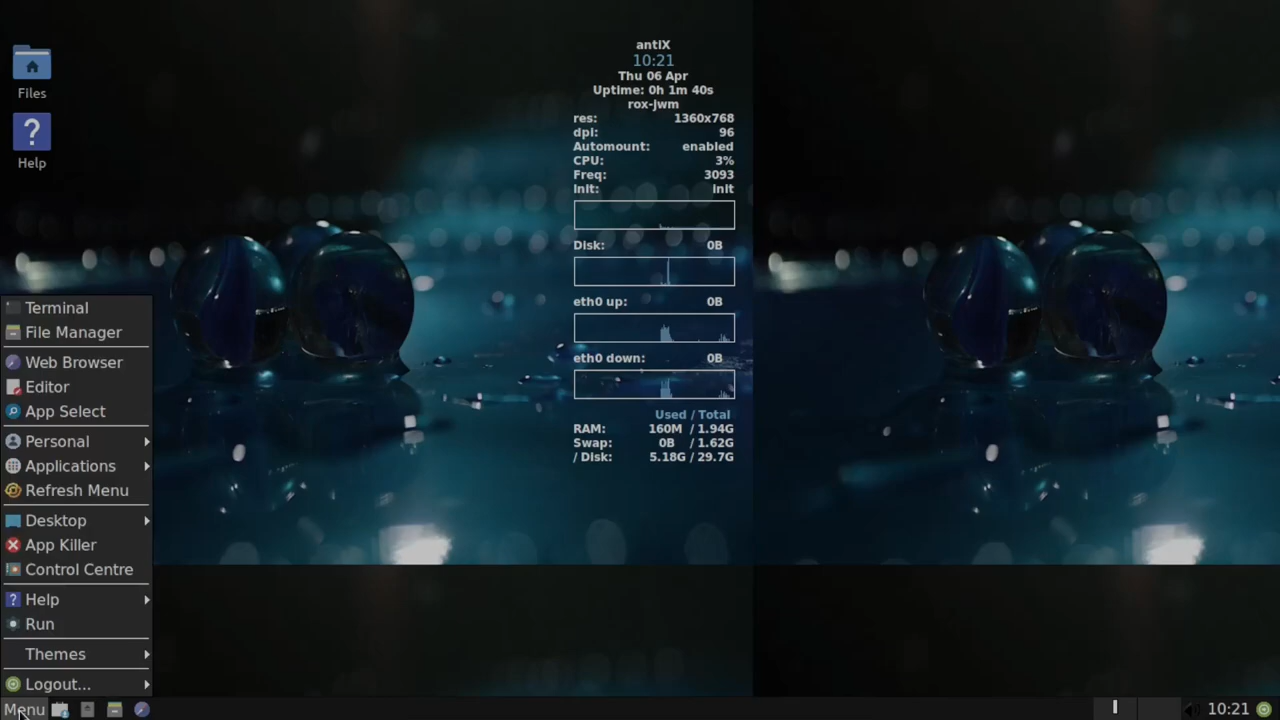 Files
Help
antiX
10:21
Thu 06 Apr
Uptime: 0h 1m 40s
rox-jwm
res: 1360x768
dpi: 96
Automount: enabled
CPU: 3%
Freq: 3093
Init: init
Disk: 0B
eth0 up: 0B
eth0 down: 0B
Used / Total
RAM: 160M / 1.94G
Swap: 0B / 1.62G
/ Disk: 5.18G / 29.7G
Terminal
File Manager
Web Browser
Editor
App Select
Personal
Applications
Refresh Menu
Desktop
App Killer
Control Centre
Help
Run
Themes
Logout...
Menu
10:21